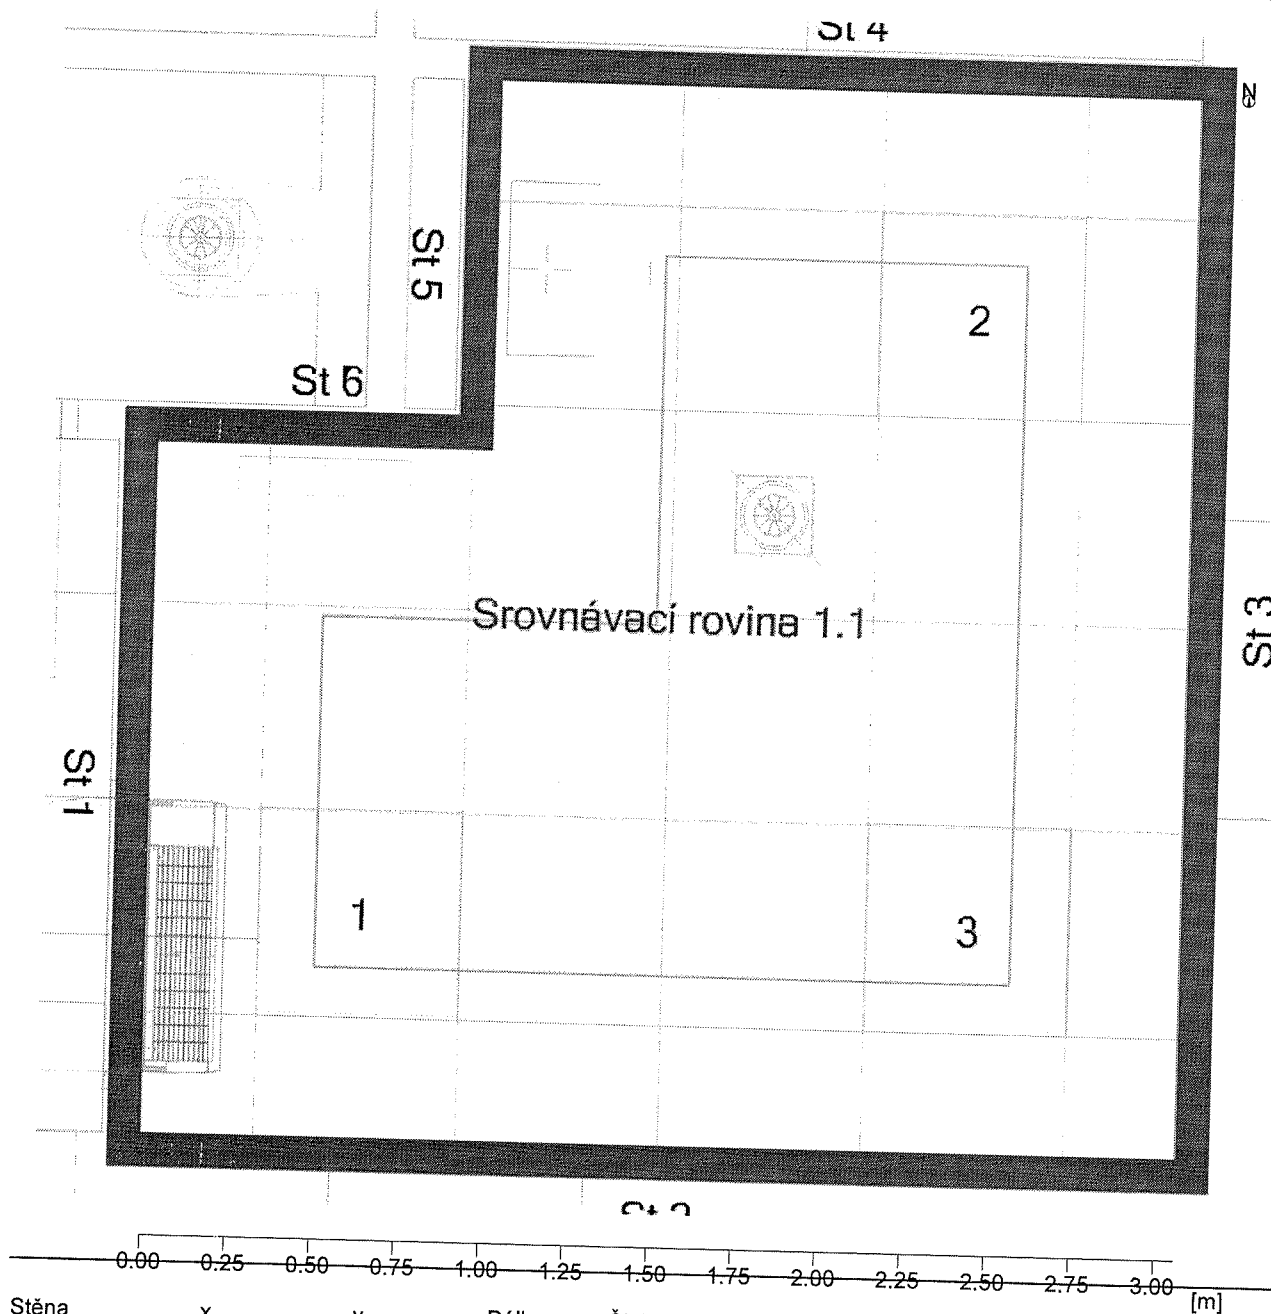 St 4
N
St 5
2
St 6
Srovnávací rovina 1.1
St 3
St 1
1
3
0.00 0.25 0.50 0.75 1.00 1.25 1.50 1.75 2.00 2.25 2.50 2.75 3.00 [m]
Stěna x y